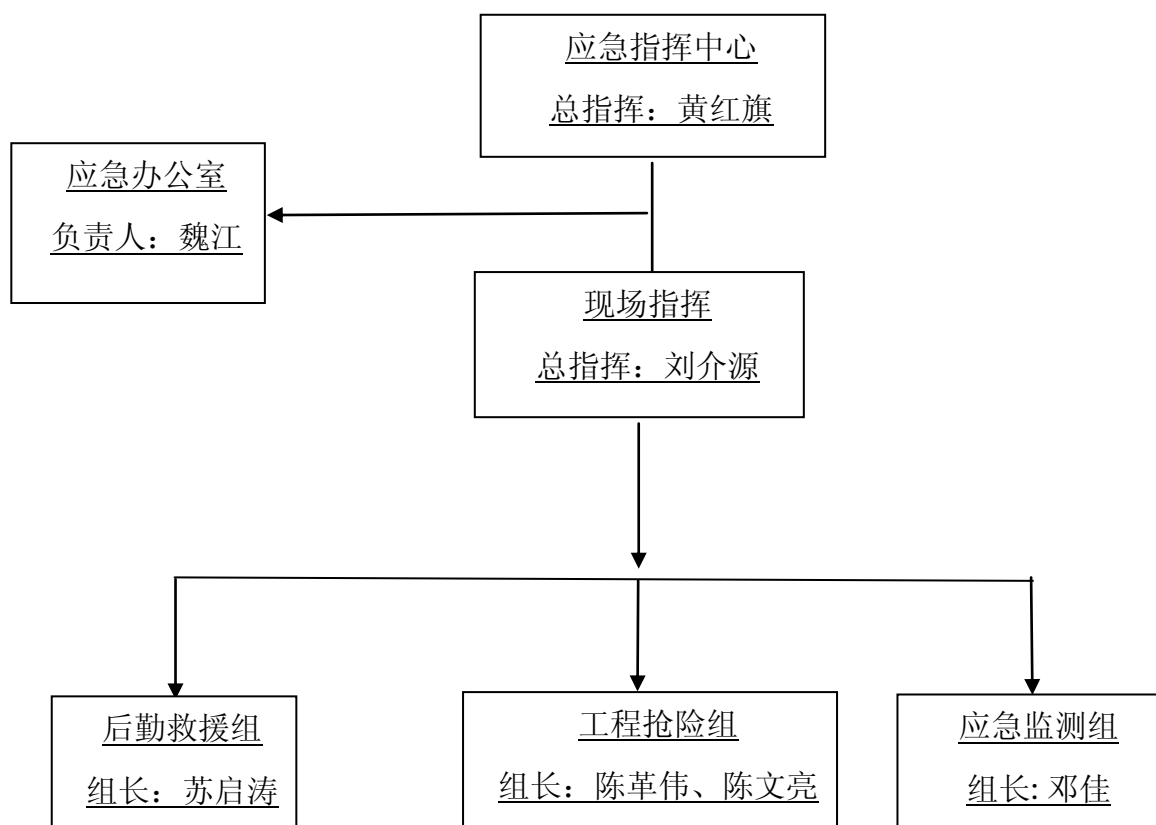 应急指挥中心
总指挥：黄红旗
应急办公室
负责人：魏江
现场指挥
总指挥：刘介源
后勤救援组
组长：苏启涛
工程抢险组
组长：陈革伟、陈文亮
应急监测组
组长: 邓佳